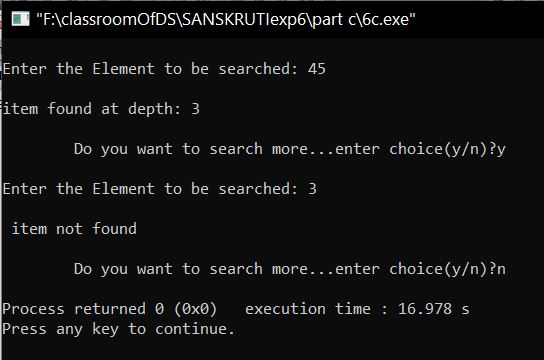 "F:\classroomOfDS\SANSKRUTIexp6\part c\6c.exe"
Enter the Element to be searched: 45
item found at depth: 3
Do you want to search more...enter choice(y/n)?y
Enter the Element to be searched: 3
item not found
Do you want to search more...enter choice(y/n)?n
Process returned 0 (0x0)   execution time : 16.978 s
Press any key to continue.